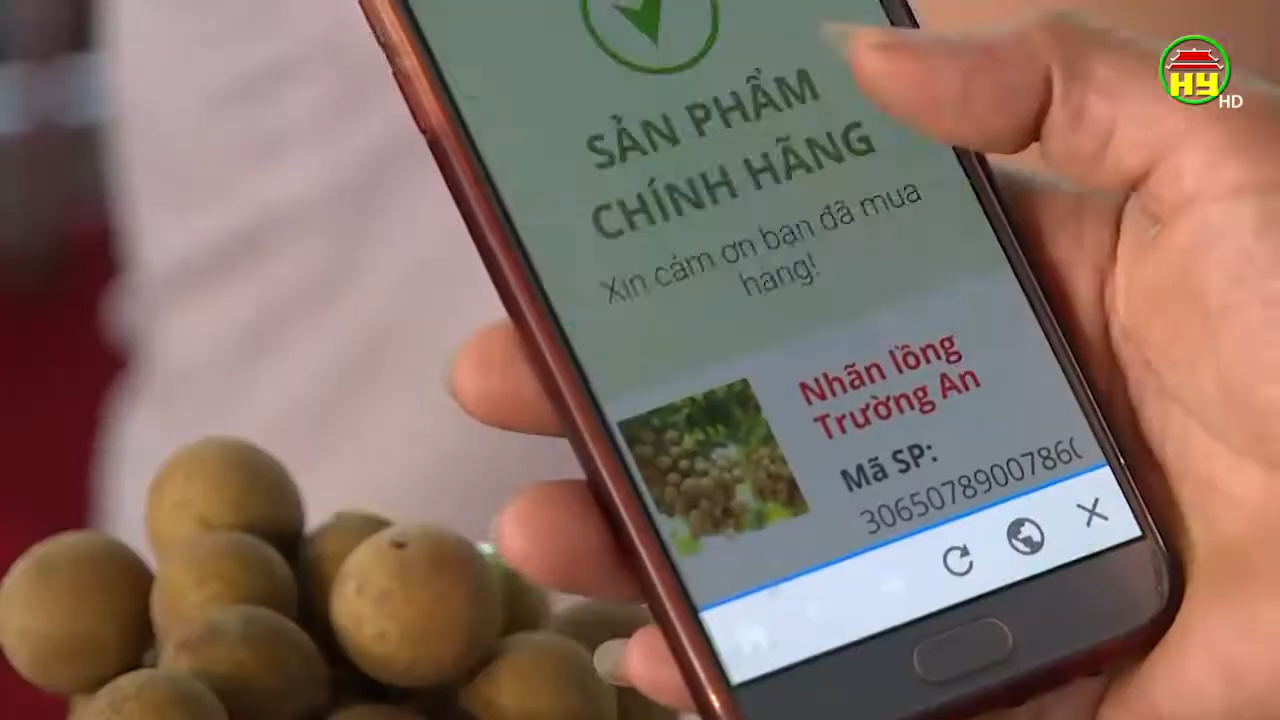 HY
HD
SẢN PHẨM
CHÍNH HÃNG
Xin cảm ơn bạn đã mua
hàng!
Nhãn lồng
Trường An
Mã SP:
3065078900786